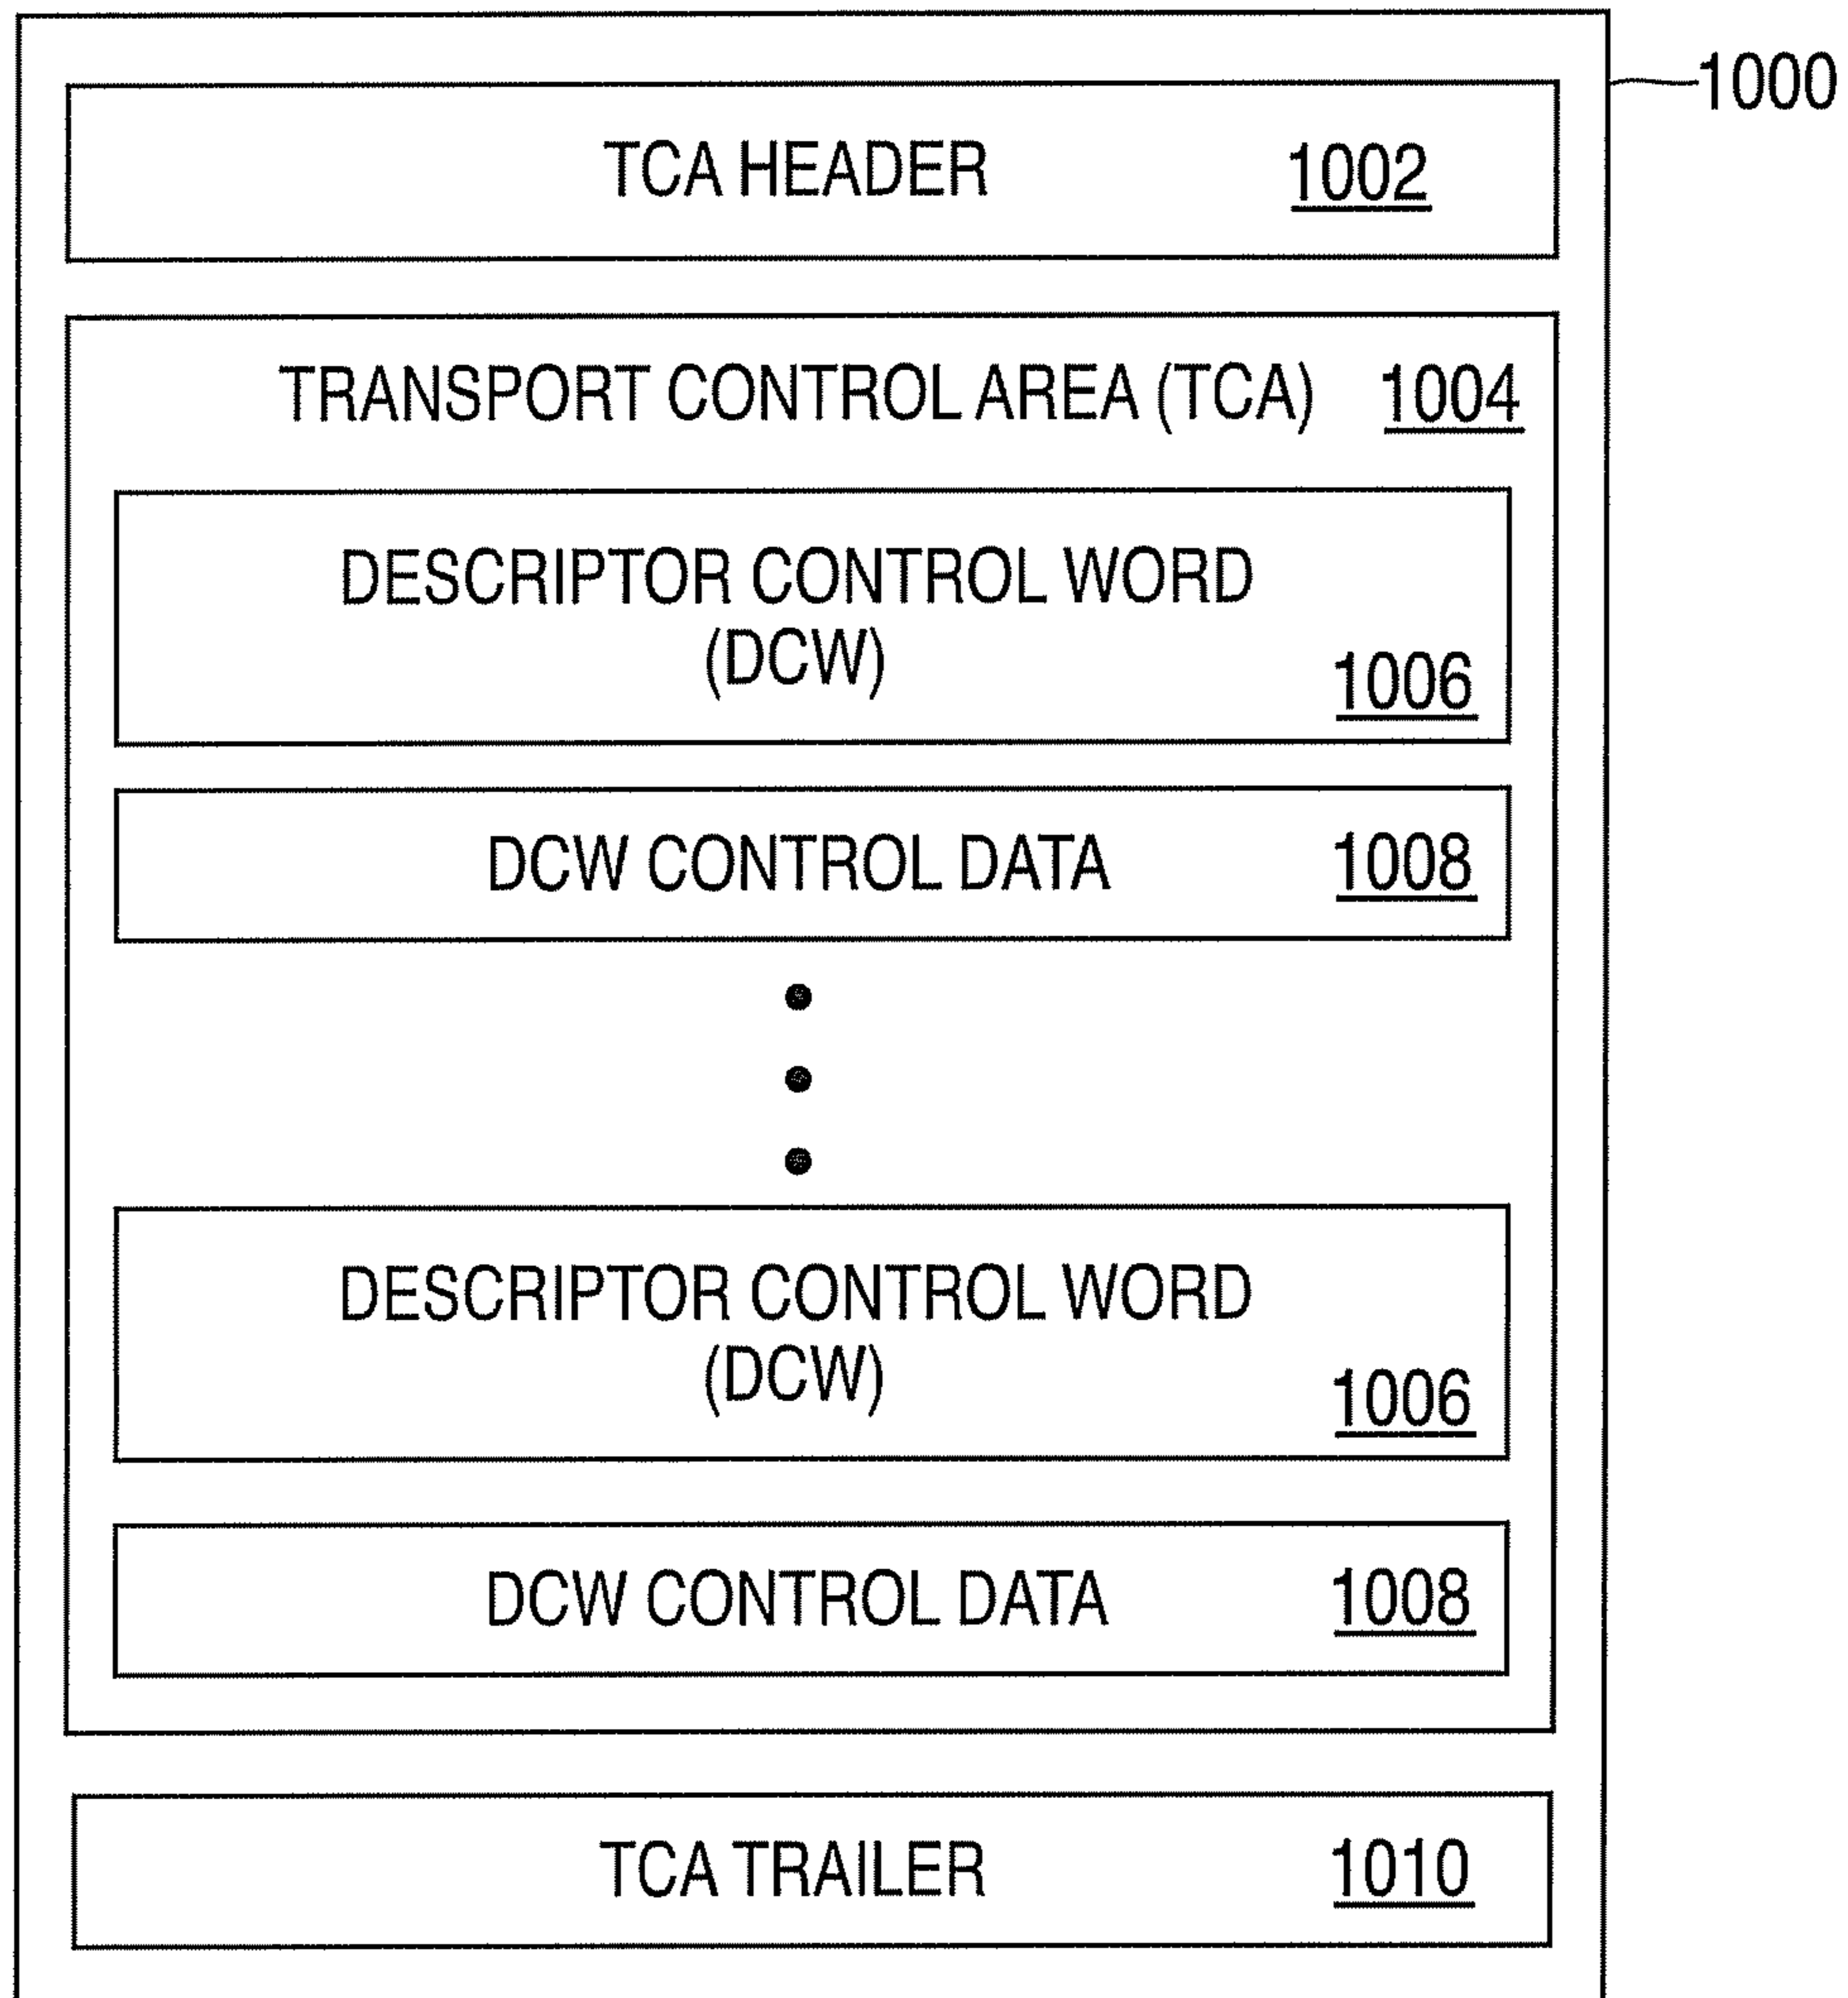 1000
TCA HEADER 1002
TRANSPORT CONTROL AREA (TCA) 1004
DESCRIPTOR CONTROL WORD
(DCW)
1006
DCW CONTROL DATA 1008
DESCRIPTOR CONTROL WORD
(DCW)
1006
DCW CONTROL DATA 1008
TCA TRAILER 1010